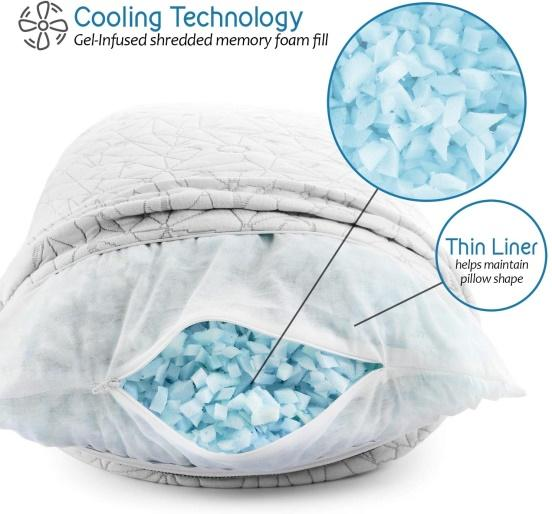 Cooling Technology
Gel-Infused shredded memory foam fill
Thin Liner
helps maintain
pillow shape